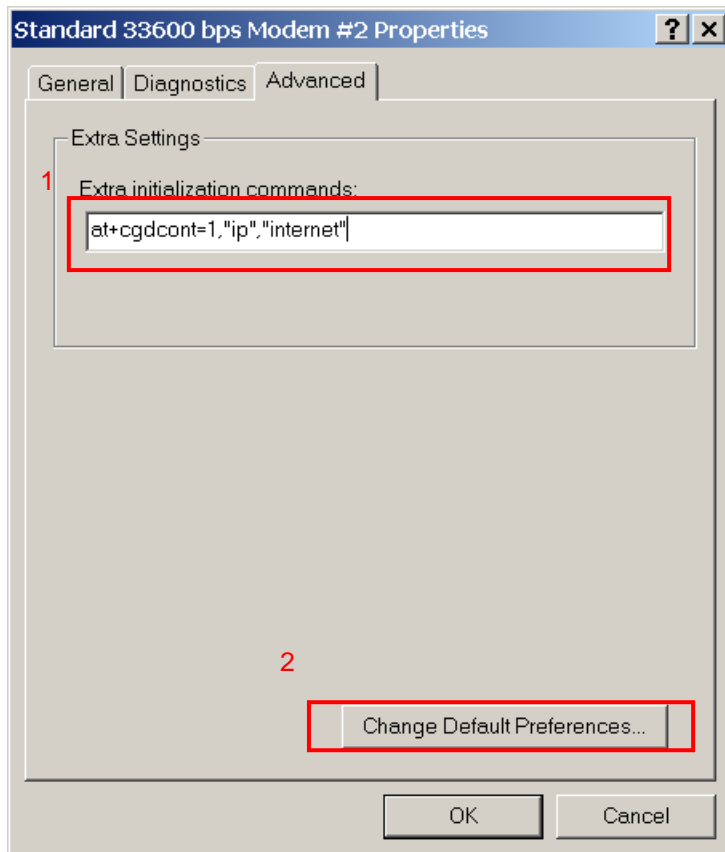 Standard 33600 bps Modem #2 Properties
General Diagnostics Advanced
Extra Settings
1
Extra initialization commands:
at+cgdcont=1,"ip","internet"
2
Change Default Preferences...
OK Cancel